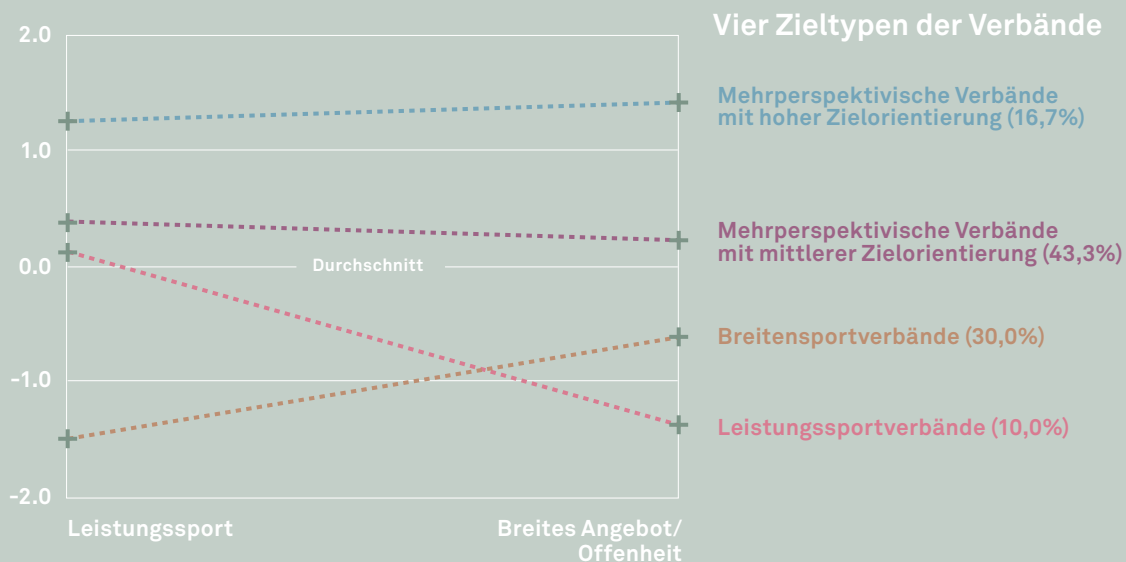 Vier Zieltypen der Verbände
2.0
1.0
0.0
-1.0
-2.0
Durchschnitt
Mehrperspektivische Verbände
mit hoher Zielorientierung (16,7%)
Mehrperspektivische Verbände
mit mittlerer Zielorientierung (43,3%)
Breitensportverbände (30,0%)
Leistungssportverbände (10,0%)
Leistungssport
Breites Angebot/
Offenheit